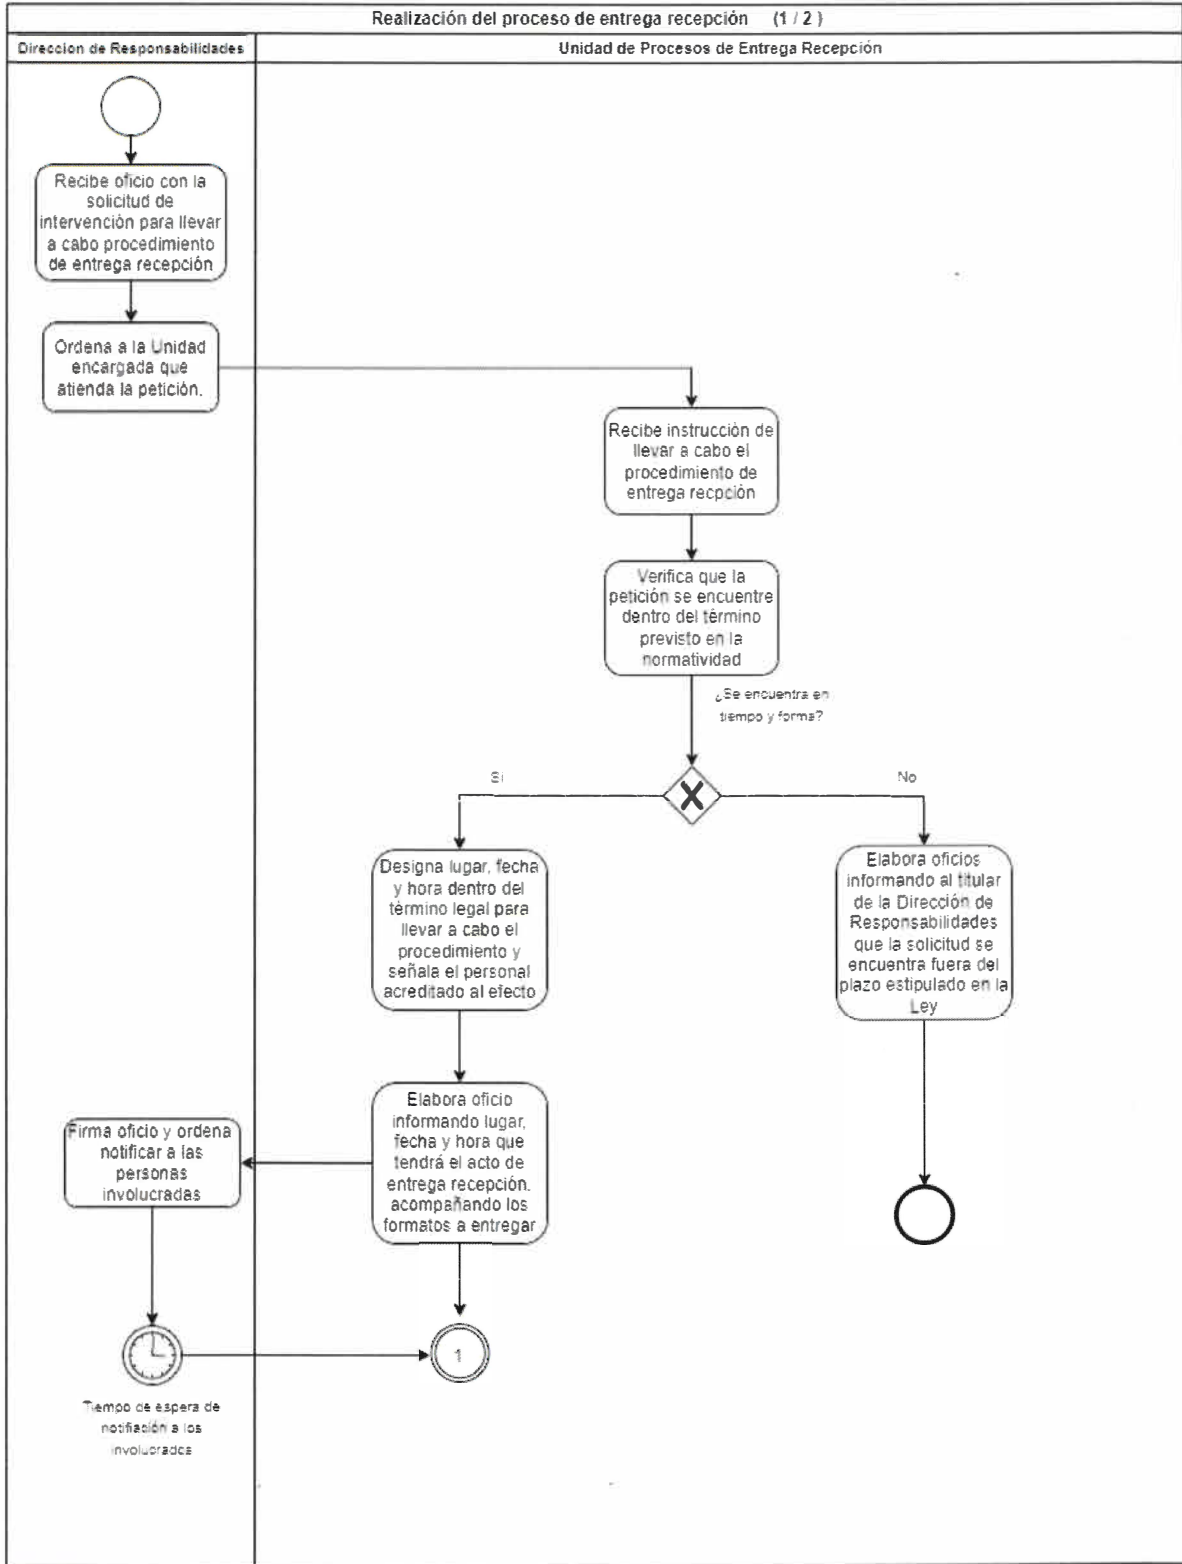 Realización del proceso de entrega recepción (1 / 2 )
Direccion de Responsabilidades
Unidad de Procesos de Entrega Recepción
Recibe oficio con la
solicitud de
intervención para llevar
a cabo procedimiento
de entrega recepción
Ordena a la Unidad
encargada que
atienda la petición.
Recibe instrucción de
llevar a cabo el
procedimiento de
entrega recpción
Verifica que la
petición se encuentre
dentro del término
previsto en la
normatividad
¿Se encuentra en
tiempo y forma?
Si
No
Designa lugar, fecha
y hora dentro del
término legal para
llevar a cabo el
procedimiento y
señala el personal
acreditado al efecto
Elabora oficios
informando al titular
de la Dirección de
Responsabilidades
que la solicitud se
encuentra fuera del
plazo estipulado en la
Ley
Elabora oficio
informando lugar,
fecha y hora que
tendrá el acto de
entrega recepción.
acompañando los
formatos a entregar
Firma oficio y ordena
notificar a las
personas
involucradas
1
Tiempo de espera de
notifiación a los
involucrados